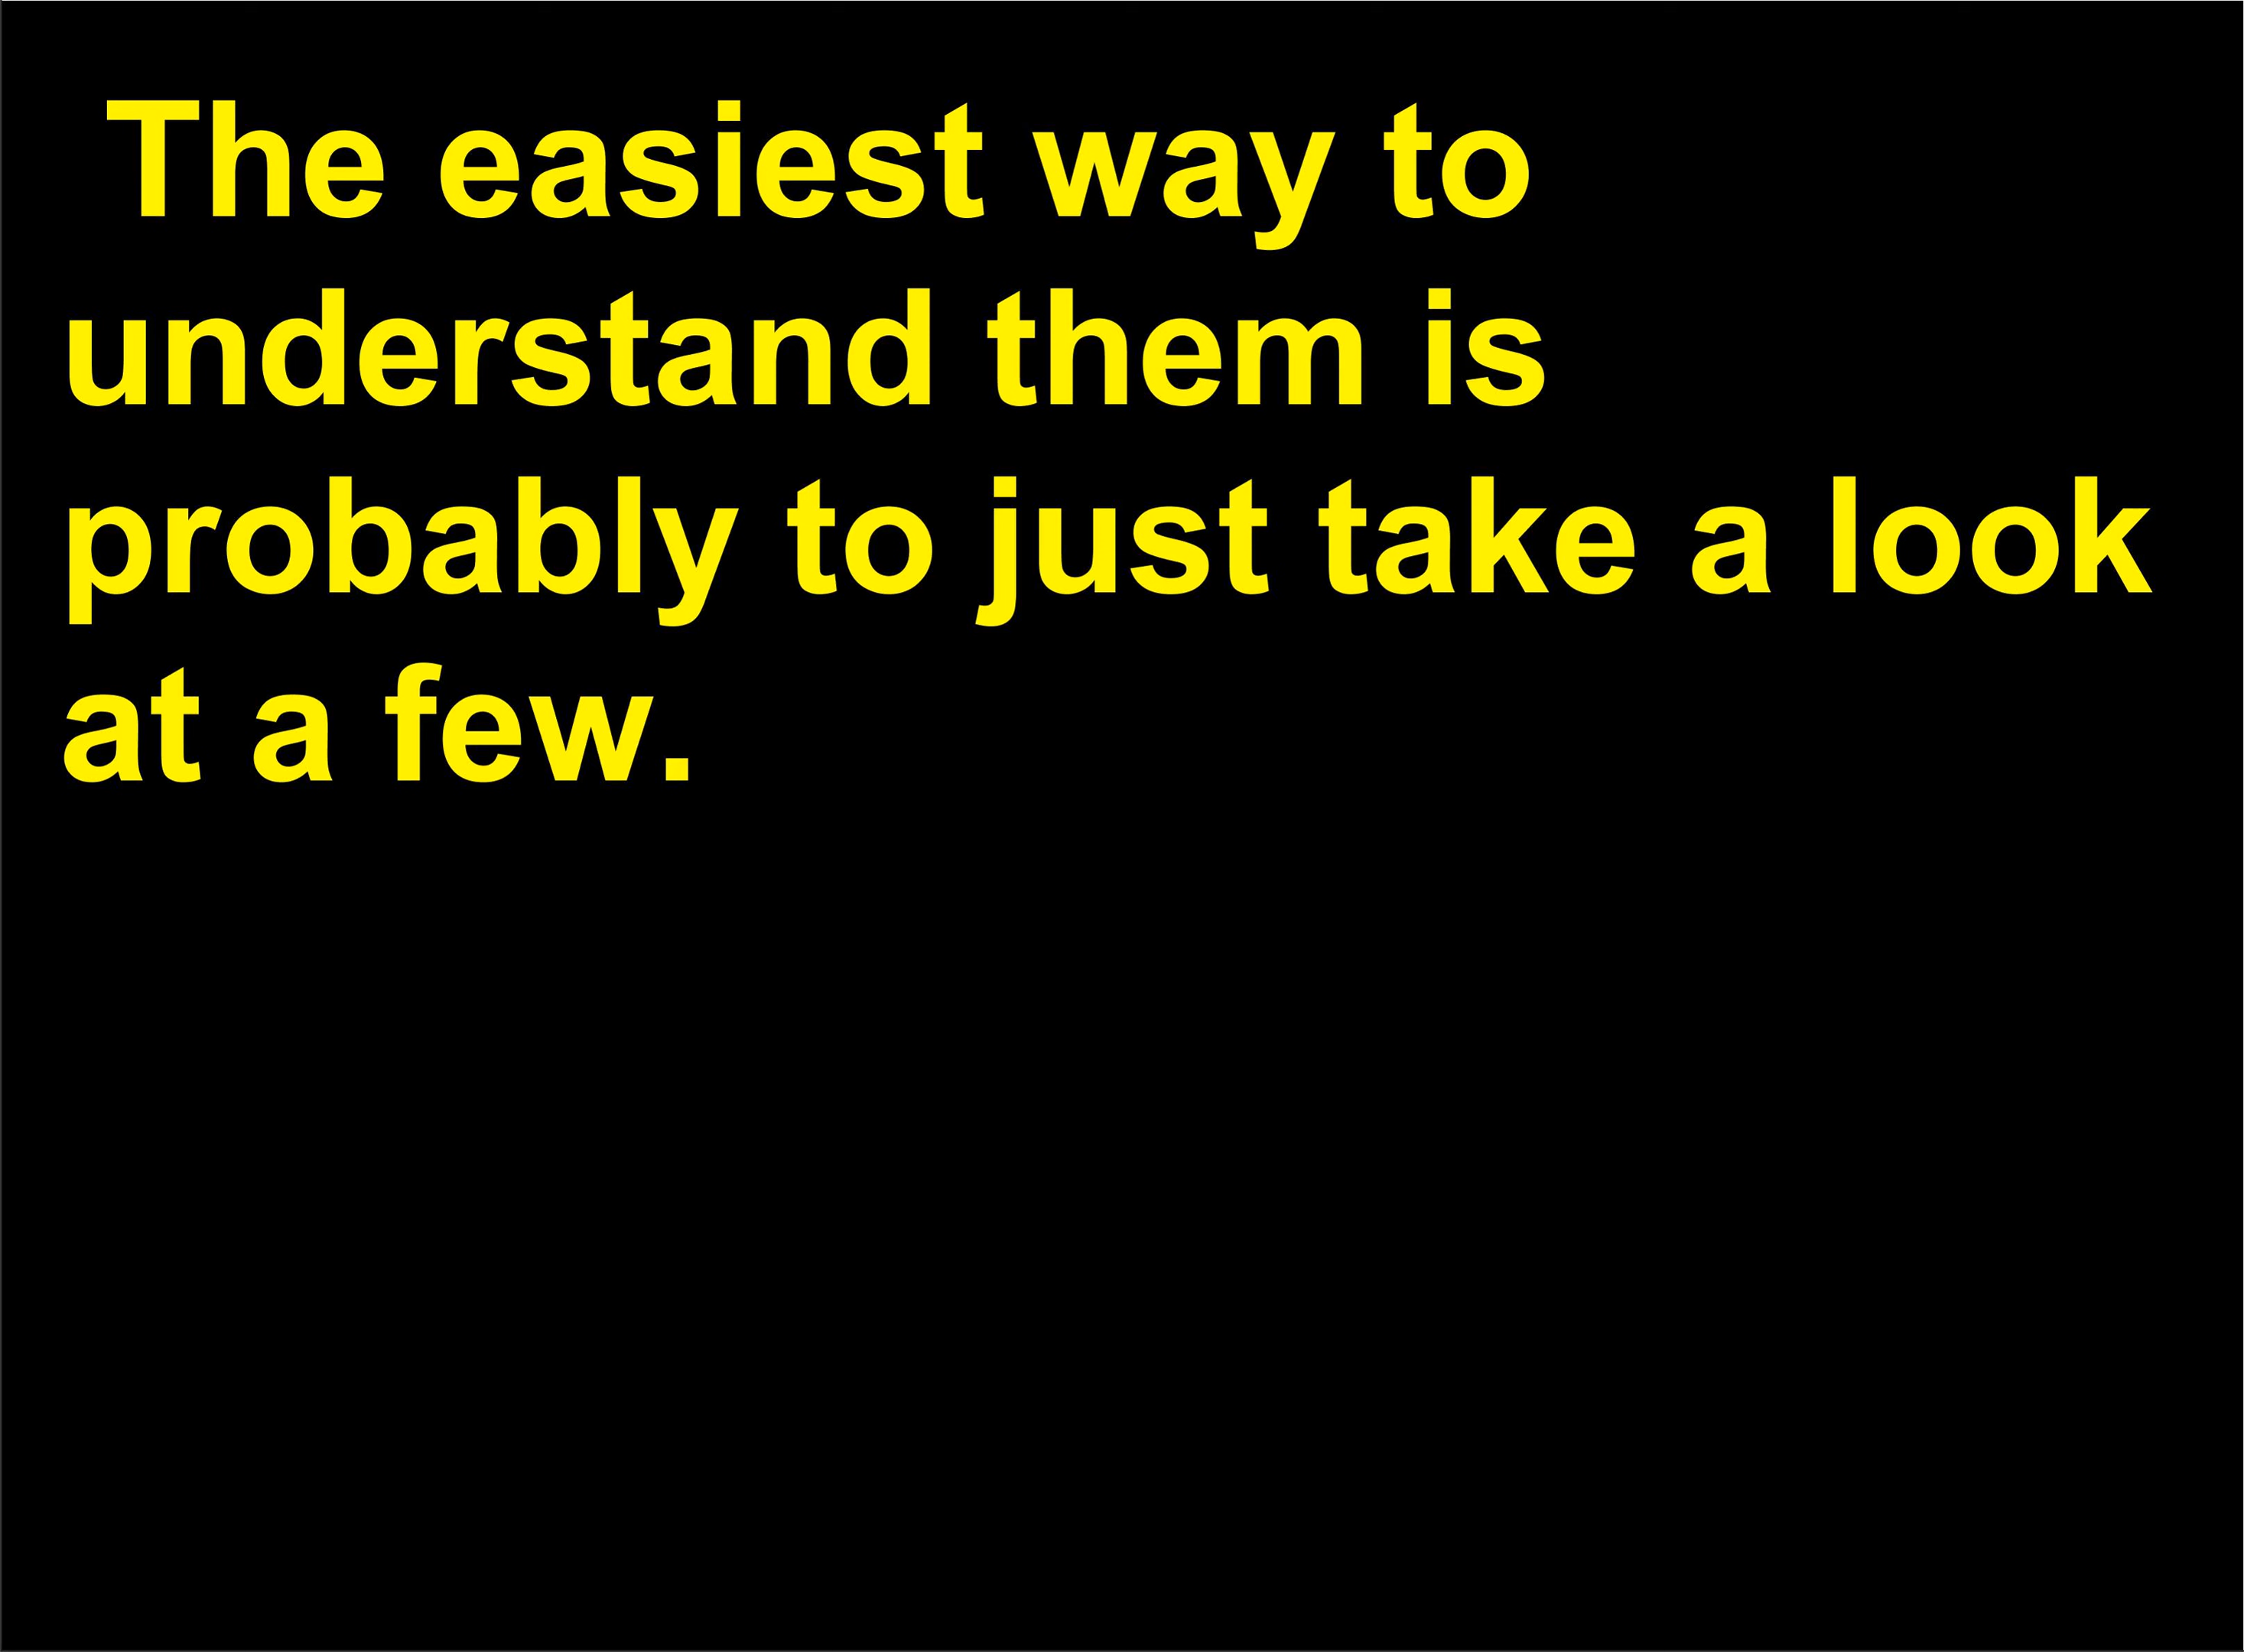 The easiest way to
understand them is
probably to just take a look
at a few.